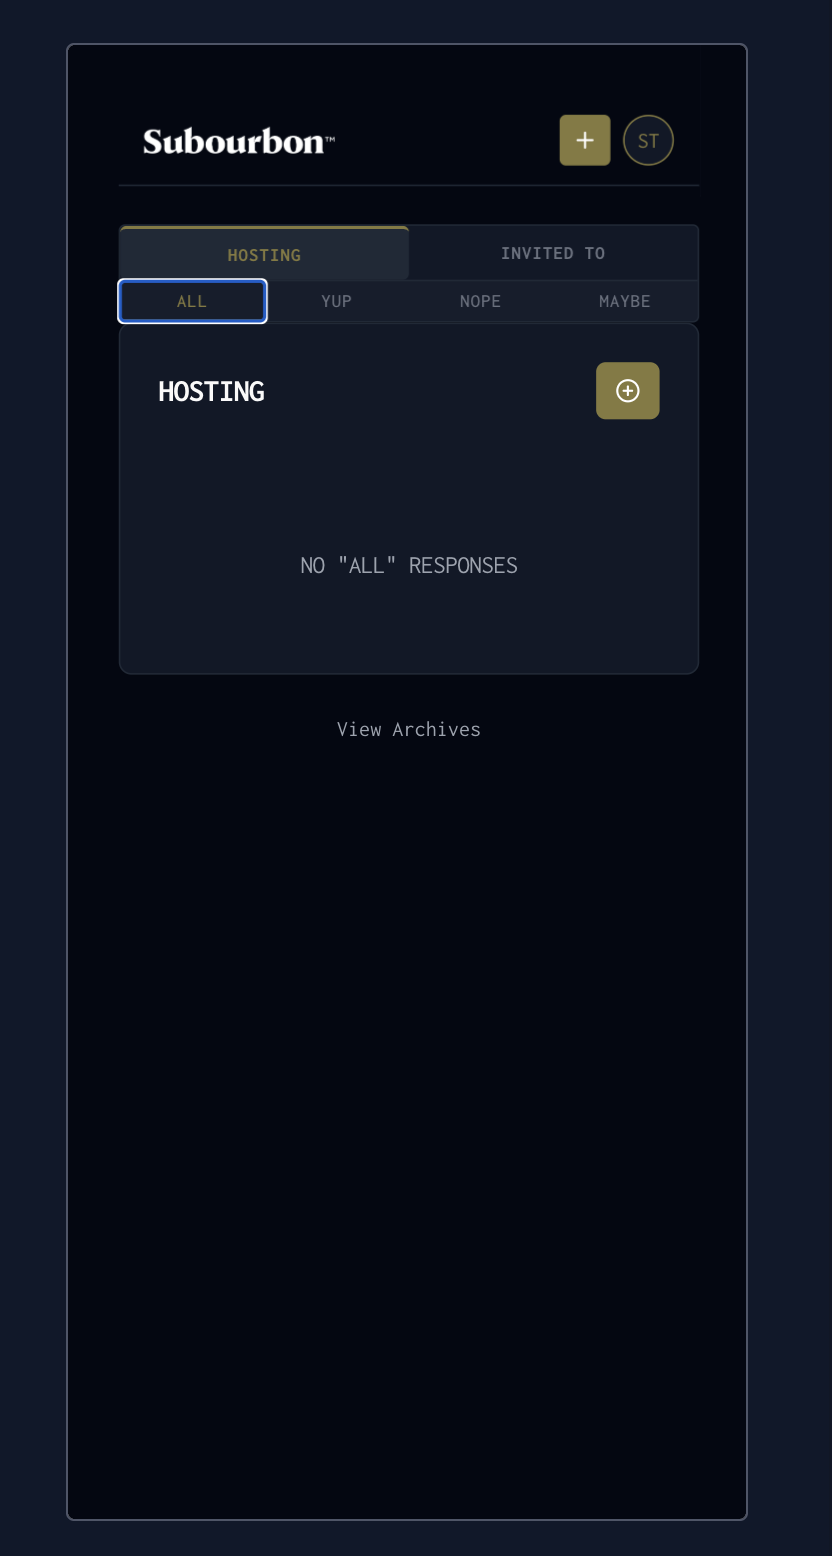 Subourbon™
ST
HOSTING
INVITED TO
ALL
YUP
NOPE
MAYBE
HOSTING
NO "ALL" RESPONSES
View Archives